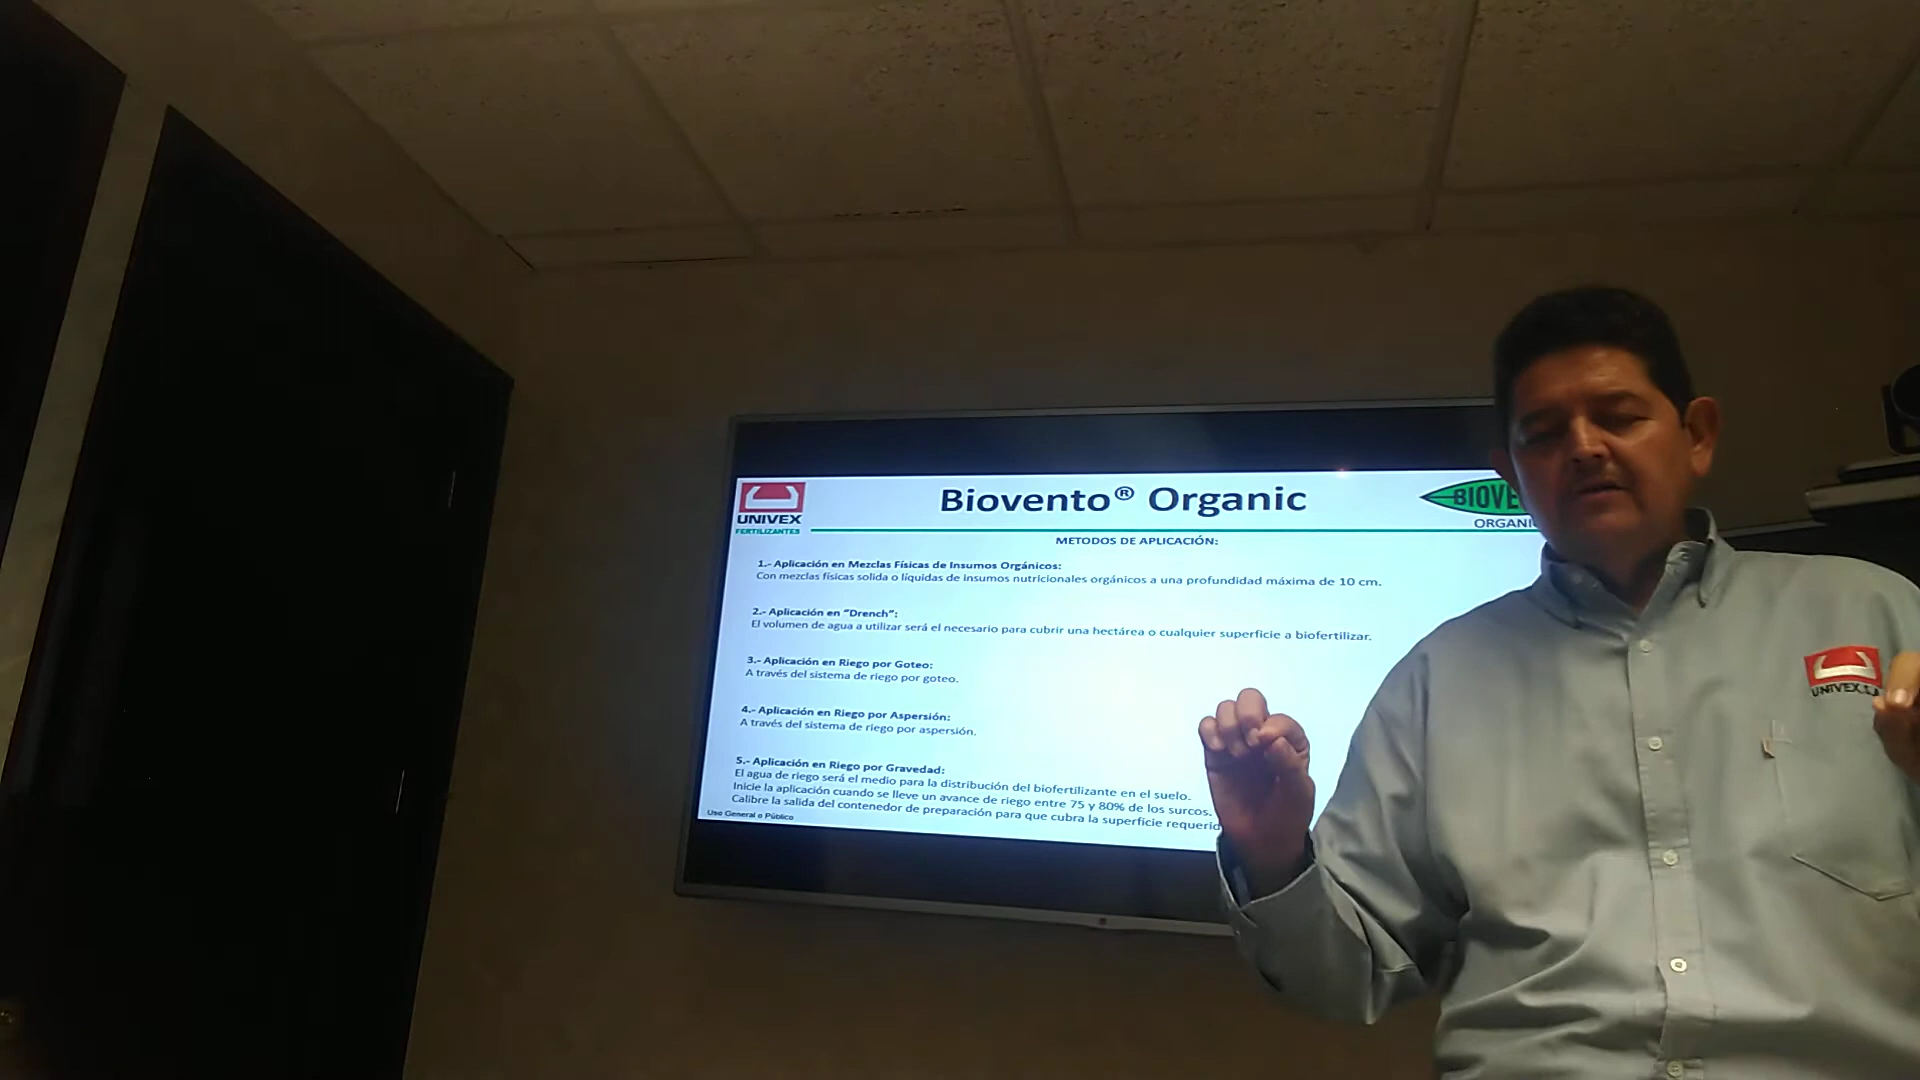 UNIVEX
FERTILIZANTES
Biovento® Organic
BIOVE
ORGANI
METODOS DE APLICACIÓN:
1.- Aplicación en Mezclas Físicas de Insumos Orgánicos:
Con mezclas físicas solida o líquidas de insumos nutricionales orgánicos a una profundidad máxima de 10 cm.
2.- Aplicación en “Drench”:
El volumen de agua a utilizar será el necesario para cubrir una hectárea o cualquier superficie a biofertilizar.
3.- Aplicación en Riego por Goteo:
A través del sistema de riego por goteo.
4.- Aplicación en Riego por Aspersión:
A través del sistema de riego por aspersión.
5.- Aplicación en Riego por Gravedad:
El agua de riego será el medio para la distribución del biofertilizante en el suelo.
Inicie la aplicación cuando se lleve un avance de riego entre 75 y 80% de los surcos.
Calibre la salida del contenedor de preparación para que cubra la superficie requerid
Uso General o Público
UNIVEX,S.A